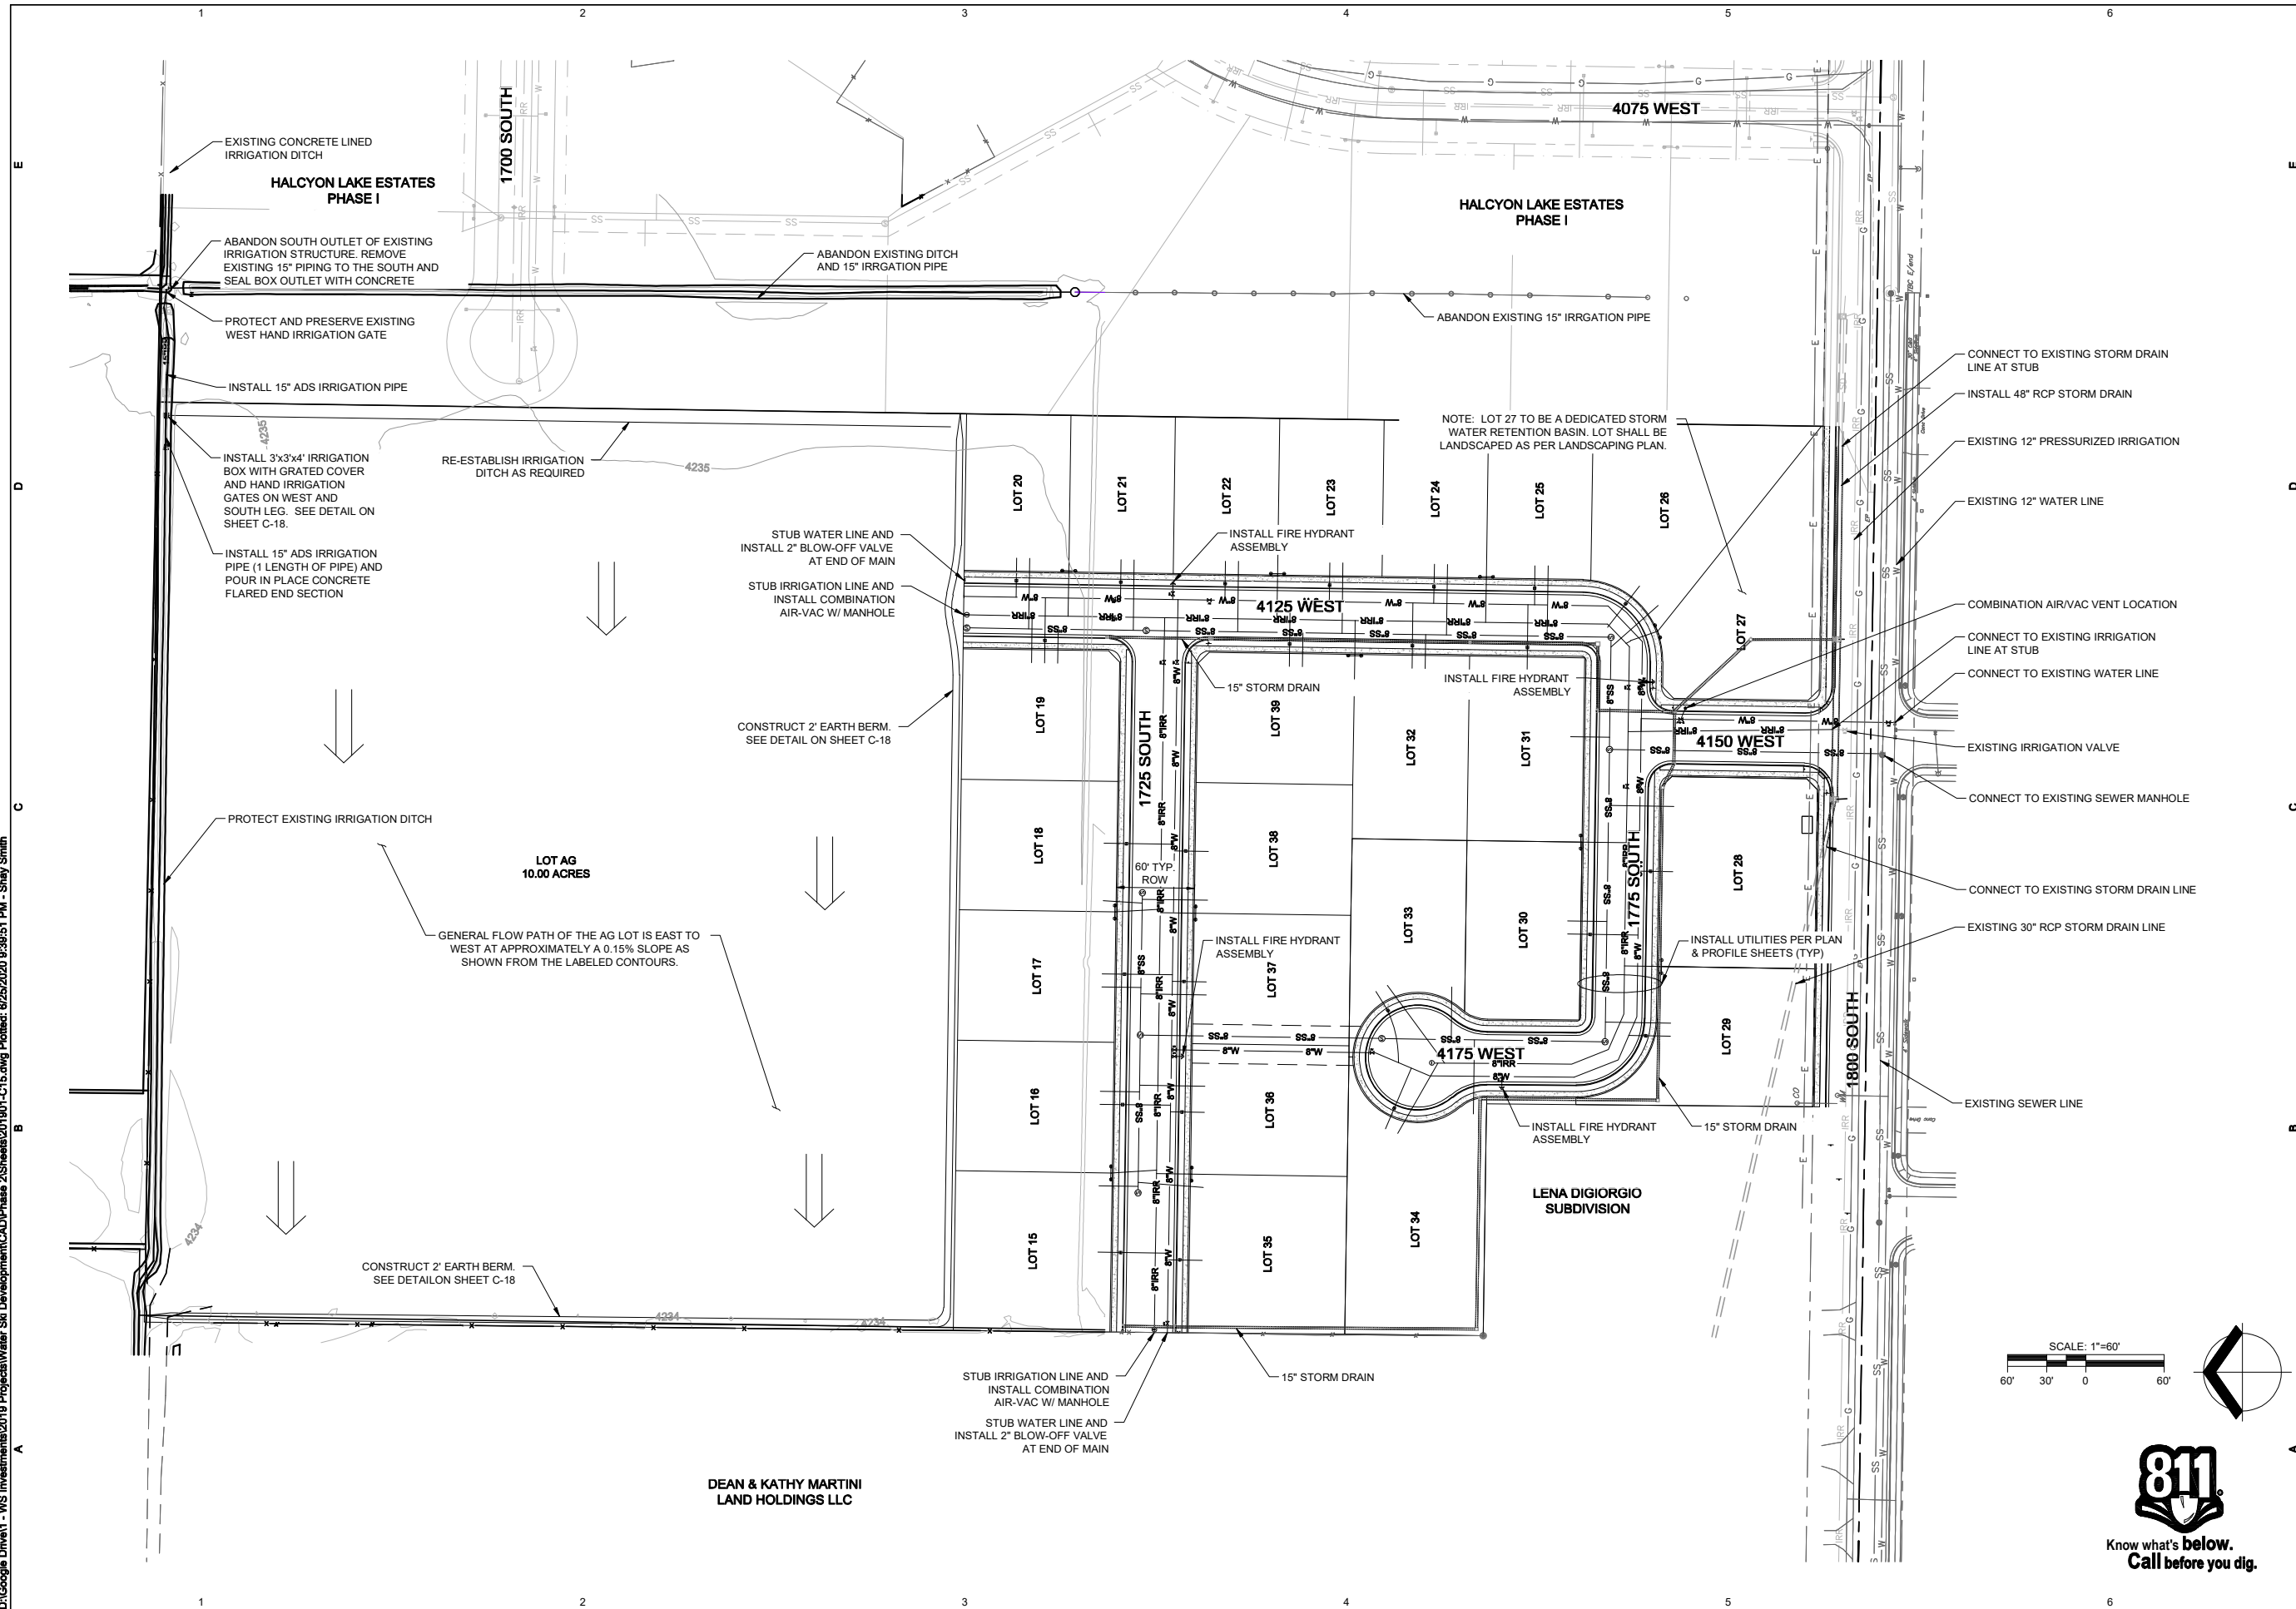 1 2 3 4 5 6
E
D
C
B
A
E
D
C
B
A
1700 SOUTH
4075 WEST
EXISTING CONCRETE LINED
IRRIGATION DITCH
HALCYON LAKE ESTATES
PHASE I
HALCYON LAKE ESTATES
PHASE I
ABANDON SOUTH OUTLET OF EXISTING
IRRIGATION STRUCTURE. REMOVE
EXISTING 15" PIPING TO THE SOUTH AND
SEAL BOX OUTLET WITH CONCRETE
ABANDON EXISTING DITCH
AND 15" IRRGATION PIPE
PROTECT AND PRESERVE EXISTING
WEST HAND IRRIGATION GATE
ABANDON EXISTING 15" IRRGATION PIPE
INSTALL 15" ADS IRRIGATION PIPE
CONNECT TO EXISTING STORM DRAIN
LINE AT STUB
INSTALL 48" RCP STORM DRAIN
EXISTING 12" PRESSURIZED IRRIGATION
EXISTING 12" WATER LINE
NOTE: LOT 27 TO BE A DEDICATED STORM
WATER RETENTION BASIN. LOT SHALL BE
LANDSCAPED AS PER LANDSCAPING PLAN.
4235
4235
INSTALL 3'x3'x4' IRRIGATION
BOX WITH GRATED COVER
AND HAND IRRIGATION
GATES ON WEST AND
SOUTH LEG. SEE DETAIL ON
SHEET C-18.
RE-ESTABLISH IRRIGATION
DITCH AS REQUIRED
INSTALL 15" ADS IRRIGATION
PIPE (1 LENGTH OF PIPE) AND
POUR IN PLACE CONCRETE
FLARED END SECTION
LOT 20
LOT 21
LOT 22
LOT 23
LOT 24
LOT 25
LOT 26
LOT 27
STUB WATER LINE AND
INSTALL 2" BLOW-OFF VALVE
AT END OF MAIN
INSTALL FIRE HYDRANT
ASSEMBLY
STUB IRRIGATION LINE AND
INSTALL COMBINATION
AIR-VAC W/ MANHOLE
4125 WEST
COMBINATION AIR/VAC VENT LOCATION
CONNECT TO EXISTING IRRIGATION
LINE AT STUB
CONNECT TO EXISTING WATER LINE
INSTALL FIRE HYDRANT
ASSEMBLY
15" STORM DRAIN
CONSTRUCT 2' EARTH BERM.
SEE DETAIL ON SHEET C-18
1725 SOUTH
4150 WEST
EXISTING IRRIGATION VALVE
CONNECT TO EXISTING SEWER MANHOLE
LOT 19
LOT 39
LOT 32
LOT 31
PROTECT EXISTING IRRIGATION DITCH
LOT AG
10.00 ACRES
60' TYP.
ROW
LOT 18
LOT 38
1775 SOUTH
LOT 28
CONNECT TO EXISTING STORM DRAIN LINE
EXISTING 30" RCP STORM DRAIN LINE
GENERAL FLOW PATH OF THE AG LOT IS EAST TO
WEST AT APPROXIMATELY A 0.15% SLOPE AS
SHOWN FROM THE LABELED CONTOURS.
INSTALL FIRE HYDRANT
ASSEMBLY
INSTALL UTILITIES PER PLAN
& PROFILE SHEETS (TYP)
LOT 17
LOT 37
LOT 33
LOT 30
LOT 29
4175 WEST
1800 SOUTH
LOT 16
LOT 36
INSTALL FIRE HYDRANT
ASSEMBLY
15" STORM DRAIN
EXISTING SEWER LINE
LENA DIGIORGIO
SUBDIVISION
LOT 15
LOT 35
LOT 34
4234
CONSTRUCT 2' EARTH BERM.
SEE DETAILON SHEET C-18
4234
4234
STUB IRRIGATION LINE AND
INSTALL COMBINATION
AIR-VAC W/ MANHOLE
15" STORM DRAIN
STUB WATER LINE AND
INSTALL 2" BLOW-OFF VALVE
AT END OF MAIN
SCALE: 1"=60'
60' 30' 0 60'
DEAN & KATHY MARTINI
LAND HOLDINGS LLC
811
Know what's below.
Call before you dig.
1 2 3 4 5 6